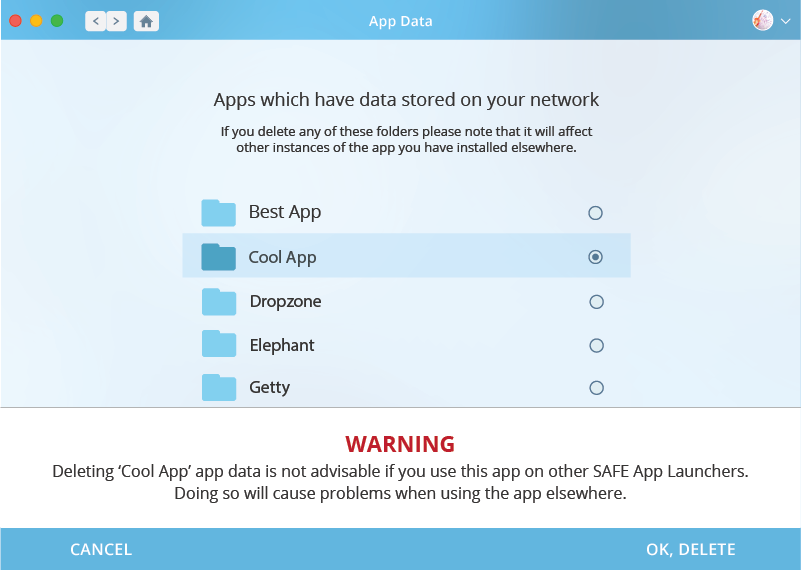 App Data
Apps which have data stored on your network
If you delete any of these folders please note that it will affect
other instances of the app you have installed elsewhere.
Best App
Cool App
Dropzone
Elephant
Getty
WARNING
Deleting ‘Cool App’ app data is not advisable if you use this app on other SAFE App Launchers.
Doing so will cause problems when using the app elsewhere.
CANCEL
OK, DELETE